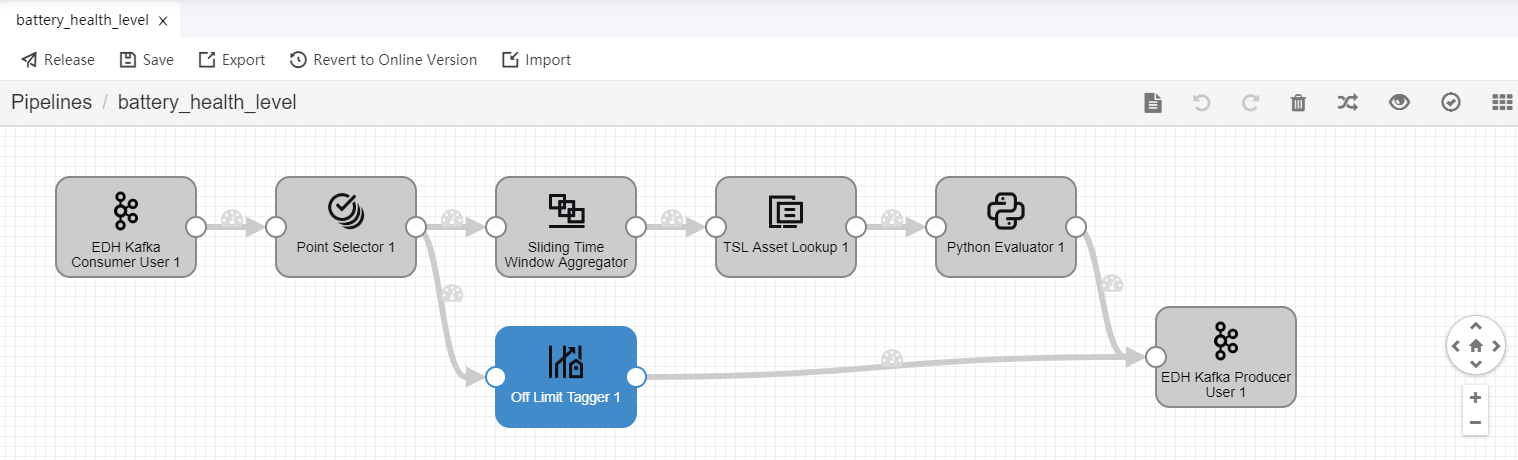 battery_health_level x
Release Save Export Revert to Online Version Import
Pipelines / battery_health_level
EDH Kafka
Consumer User 1
Point Selector 1
Sliding Time
Window Aggregator
TSL Asset Lookup 1
Python Evaluator 1
Off Limit Tagger 1
EDH Kafka Producer
User 1